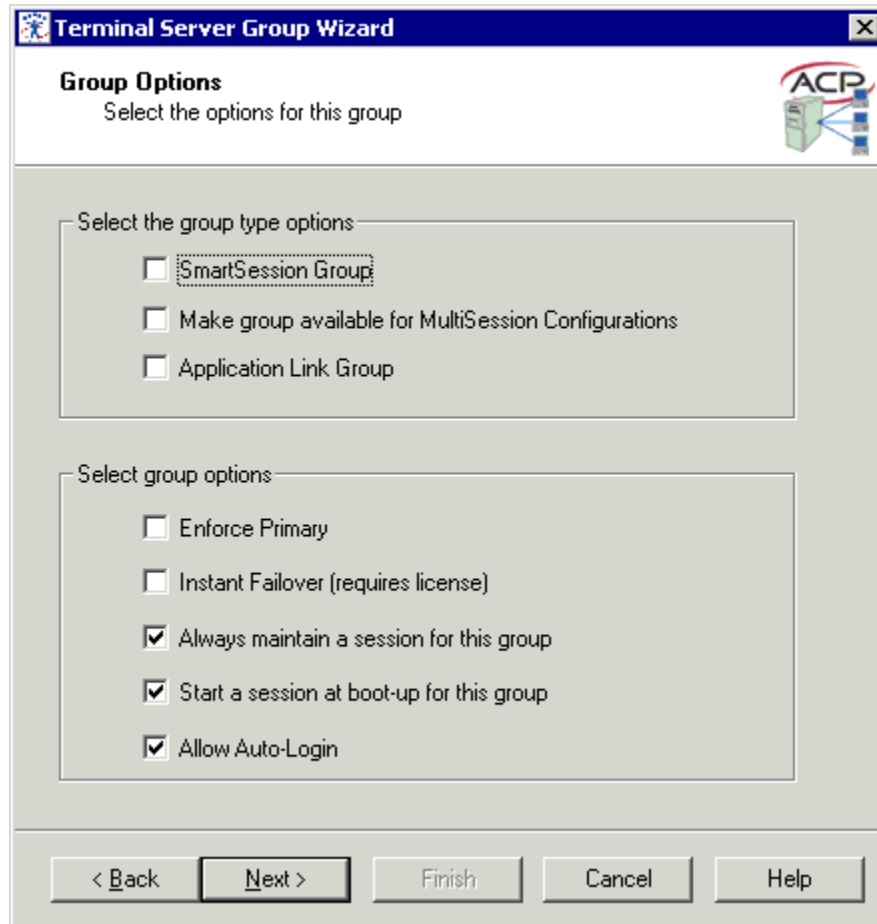 Terminal Server Group Wizard
Group Options
Select the options for this group
ACP
Select the group type options
SmartSession Group
Make group available for MultiSession Configurations
Application Link Group
Select group options
Enforce Primary
Instant Failover (requires license)
Always maintain a session for this group
Start a session at boot-up for this group
Allow Auto-Login
< Back
Next >
Finish
Cancel
Help